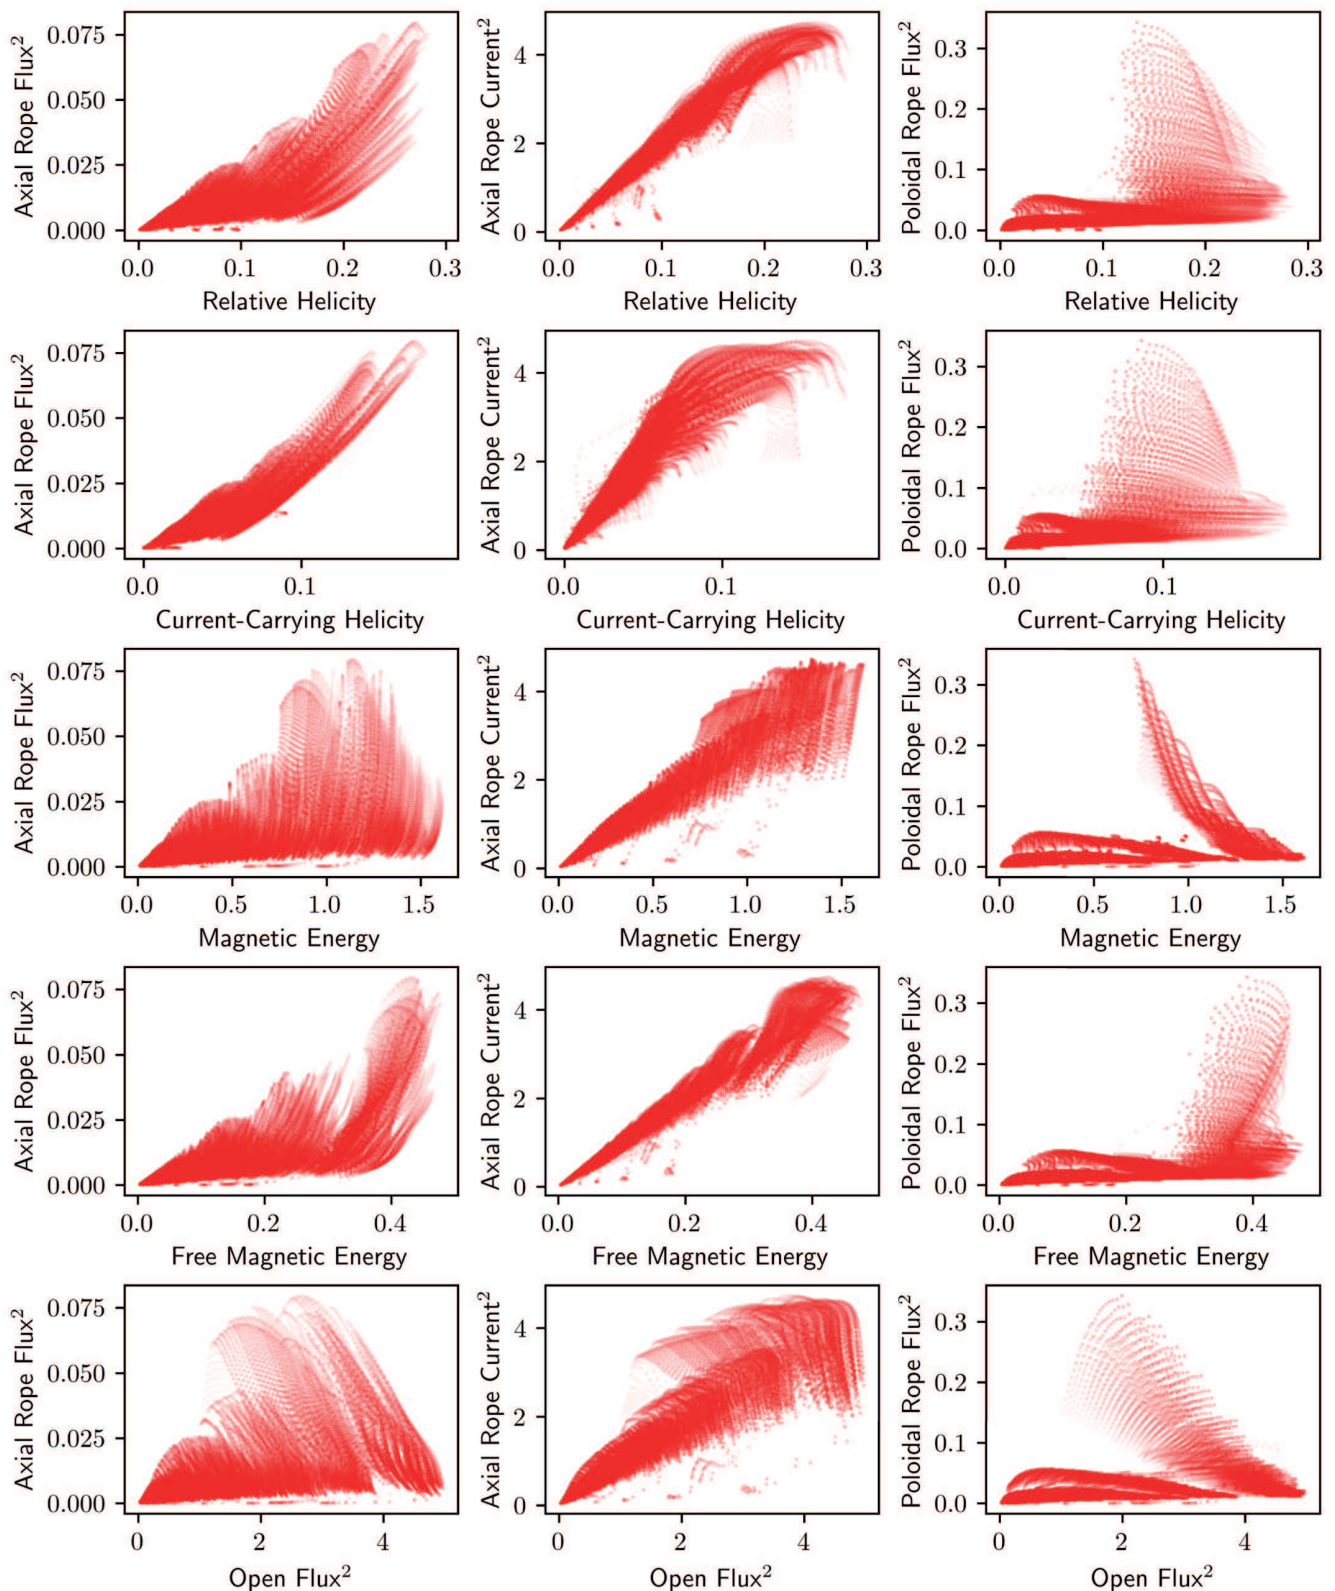 Axial Rope Flux²
0.075
0.050
0.025
0.000
0.0 0.1 0.2 0.3
Relative Helicity
Axial Rope Current²
4
2
0
0.0 0.1 0.2 0.3
Relative Helicity
Poloidal Rope Flux²
0.3
0.2
0.1
0.0
0.0 0.1 0.2 0.3
Relative Helicity
Axial Rope Flux²
0.075
0.050
0.025
0.000
0.0 0.1
Current-Carrying Helicity
Axial Rope Current²
4
2
0
0.0 0.1
Current-Carrying Helicity
Poloidal Rope Flux²
0.3
0.2
0.1
0.0
0.0 0.1
Current-Carrying Helicity
Axial Rope Flux²
0.075
0.050
0.025
0.000
0.0 0.5 1.0 1.5
Magnetic Energy
Axial Rope Current²
4
2
0
0.0 0.5 1.0 1.5
Magnetic Energy
Poloidal Rope Flux²
0.3
0.2
0.1
0.0
0.0 0.5 1.0 1.5
Magnetic Energy
Axial Rope Flux²
0.075
0.050
0.025
0.000
0.0 0.2 0.4
Free Magnetic Energy
Axial Rope Current²
4
2
0
0.0 0.2 0.4
Free Magnetic Energy
Poloidal Rope Flux²
0.3
0.2
0.1
0.0
0.0 0.2 0.4
Free Magnetic Energy
Axial Rope Flux²
0.075
0.050
0.025
0.000
0 2 4
Open Flux²
Axial Rope Current²
4
2
0
0 2 4
Open Flux²
Poloidal Rope Flux²
0.3
0.2
0.1
0.0
0 2 4
Open Flux²